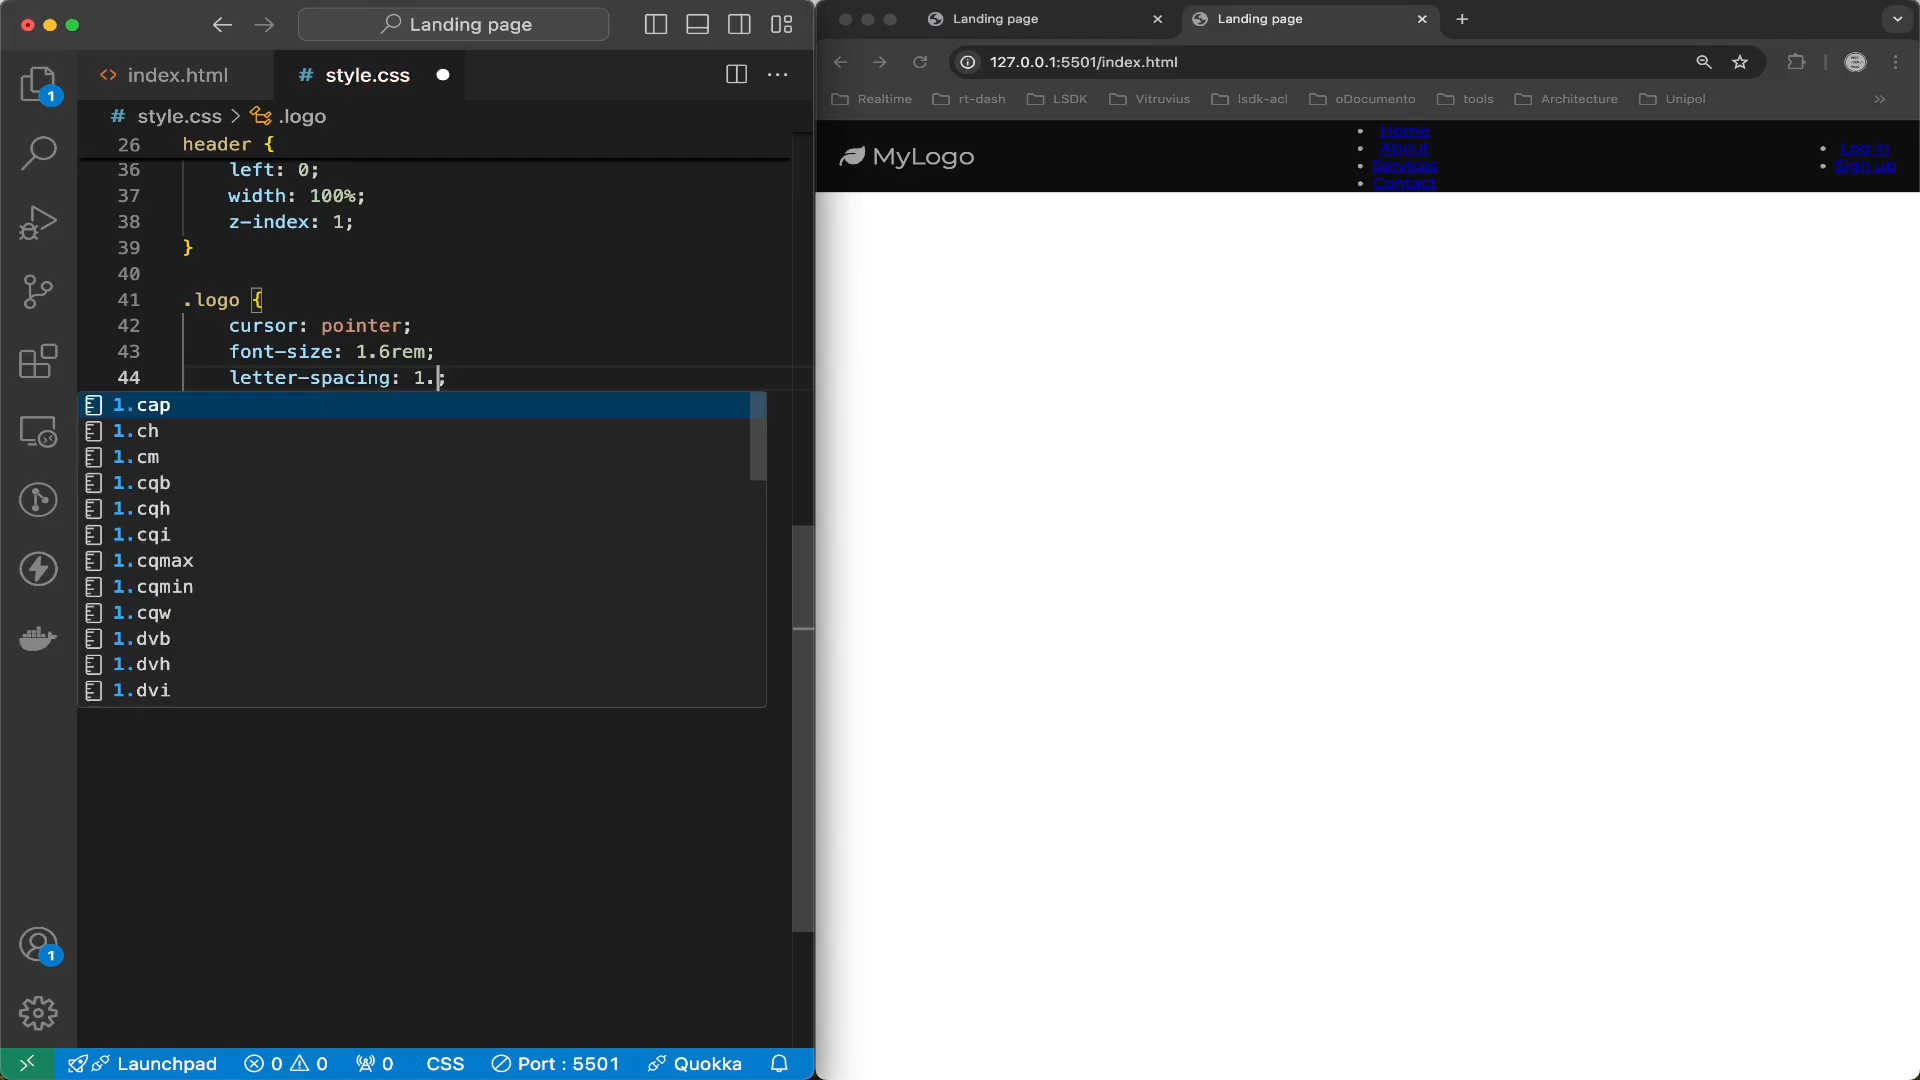 Landing page
index.html
# style.css
# style.css > .logo
26 header {
36 left: 0;
37 width: 100%;
38 z-index: 1;
39 }
40
41 .logo {
42 cursor: pointer;
43 font-size: 1.6rem;
44 letter-spacing: 1.;
1.cap
1.ch
1.cm
1.cqb
1.cqh
1.cqi
1.cqmax
1.cqmin
1.cqw
1.dvb
1.dvh
1.dvi
1
1
Launchpad 0 0 0 CSS Port : 5501 Quokka
Landing page
Landing page
127.0.0.1:5501/index.html
Realtime rt-dash LSDK Vitruvius lsdk-acl oDocumento tools Architecture Unipol
MyLogo
Home
About
Services
Contact
Log in
Sign up